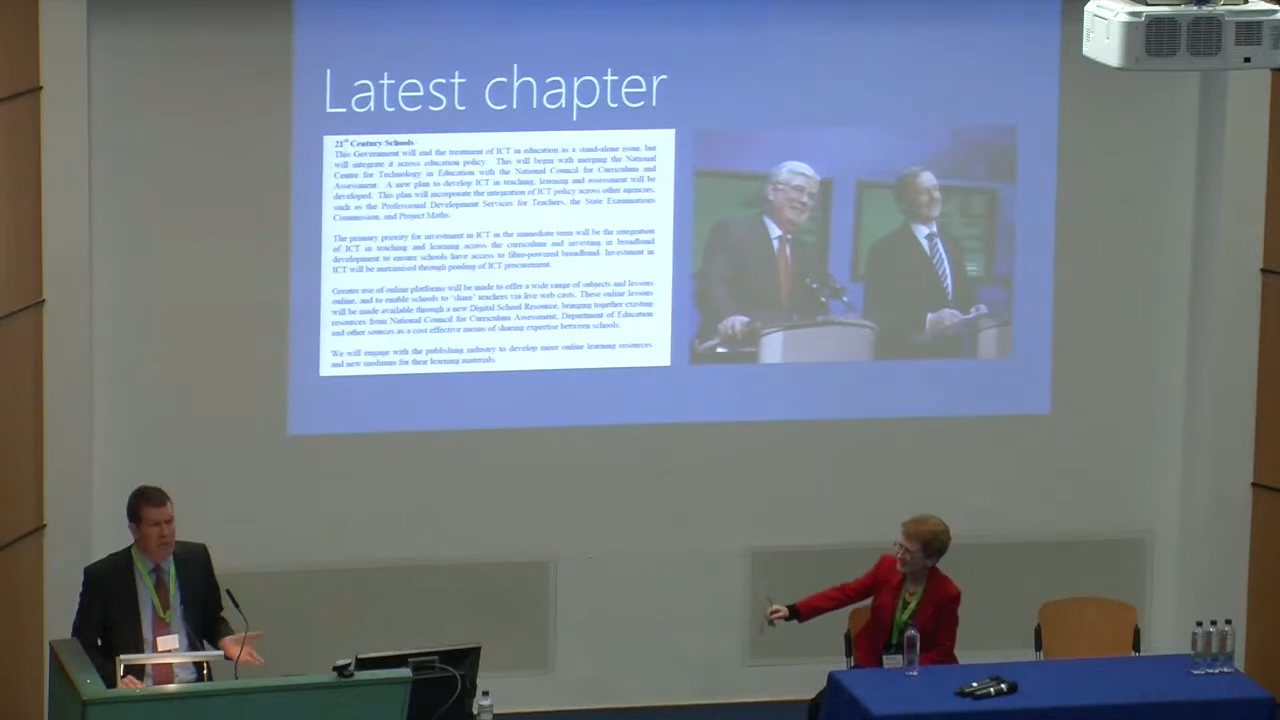 Latest chapter
21st Century Schools
This Government will end the treatment of ICT in education as a stand-alone issue, but
will integrate it across education policy. This will begin with merging the National
Centre for Technology in Education with the National Council for Curriculum and
Assessment. A new plan to develop ICT in teaching, learning and assessment will be
developed. This plan will incorporate the integration of ICT policy across other agencies,
such as the Professional Development Services for Teachers, the State Examinations
Commission, and Project Maths.
The primary priority for investment in ICT in the immediate term will be the integration
of ICT in teaching and learning across the curriculum and investing in broadband
development to ensure schools have access to fibre-powered broadband. Investment in
ICT will be maximised through pooling of ICT procurement.
Greater use of online platforms will be made to offer a wide range of subjects and lessons
online, and to enable schools to 'share' teachers via live web casts. These online lessons
will be made available through a new Digital School Resource, bringing together existing
resources from National Council for Curriculum Assessment, Department of Education
and other sources as a cost effective means of sharing expertise between schools.
We will engage with the publishing industry to develop more online learning resources
and new mediums for their learning materials.